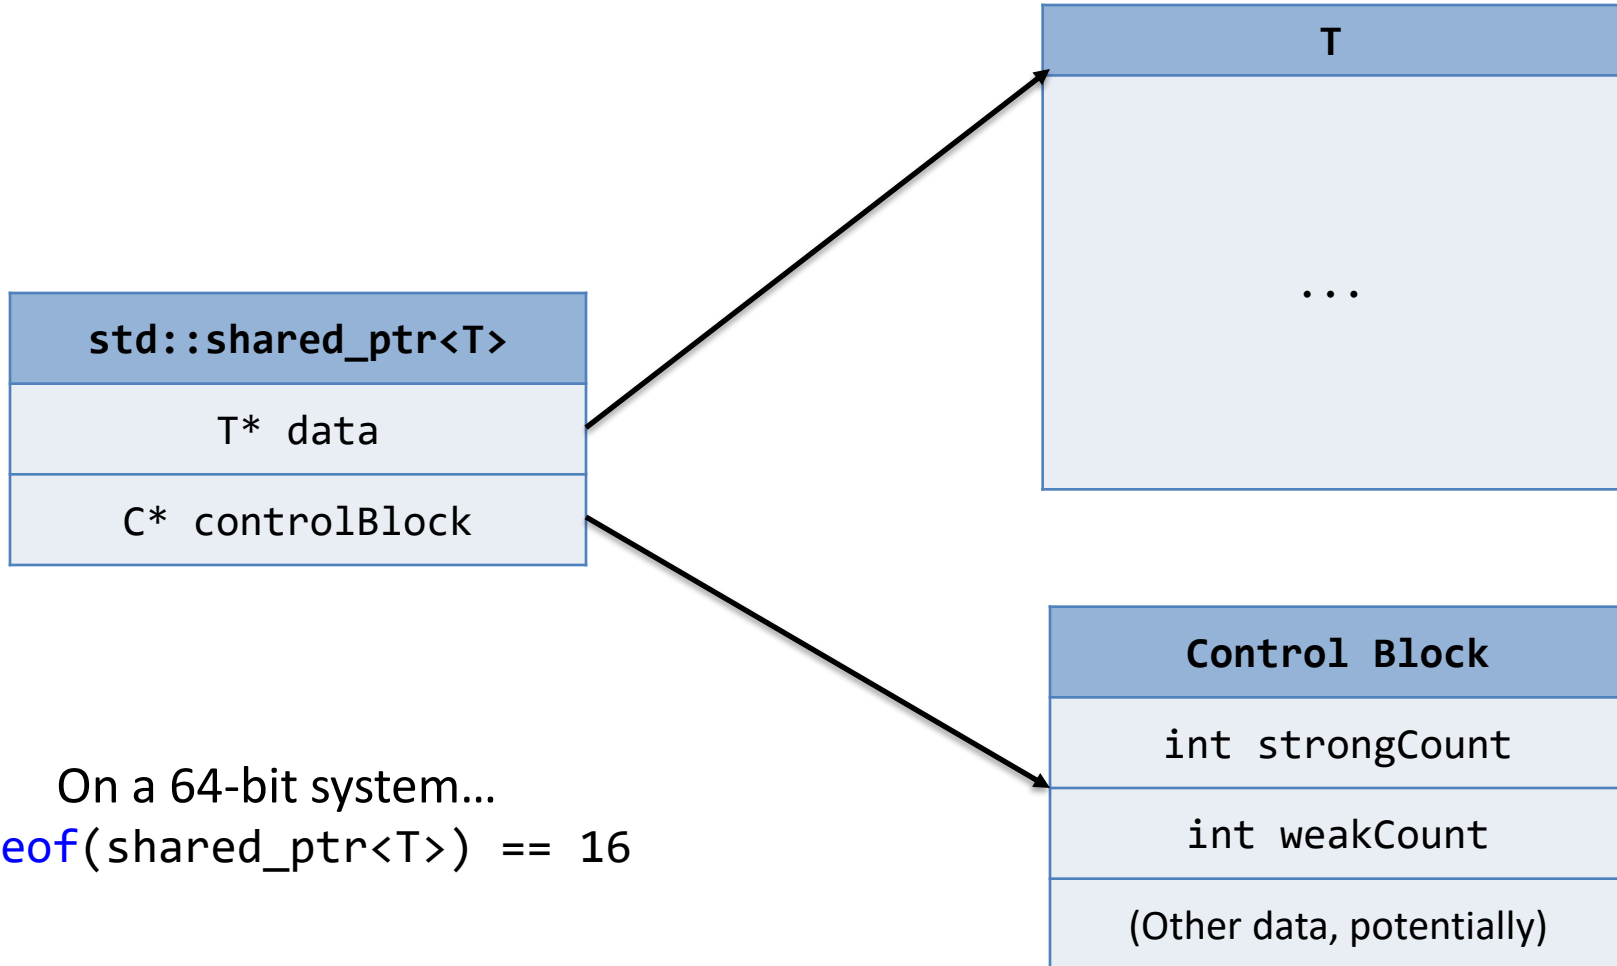 T
...
std::shared_ptr<T>
T* data
C* controlBlock
Control Block
int strongCount
int weakCount
(Other data, potentially)
On a 64-bit system…
eof(shared_ptr<T>) == 16